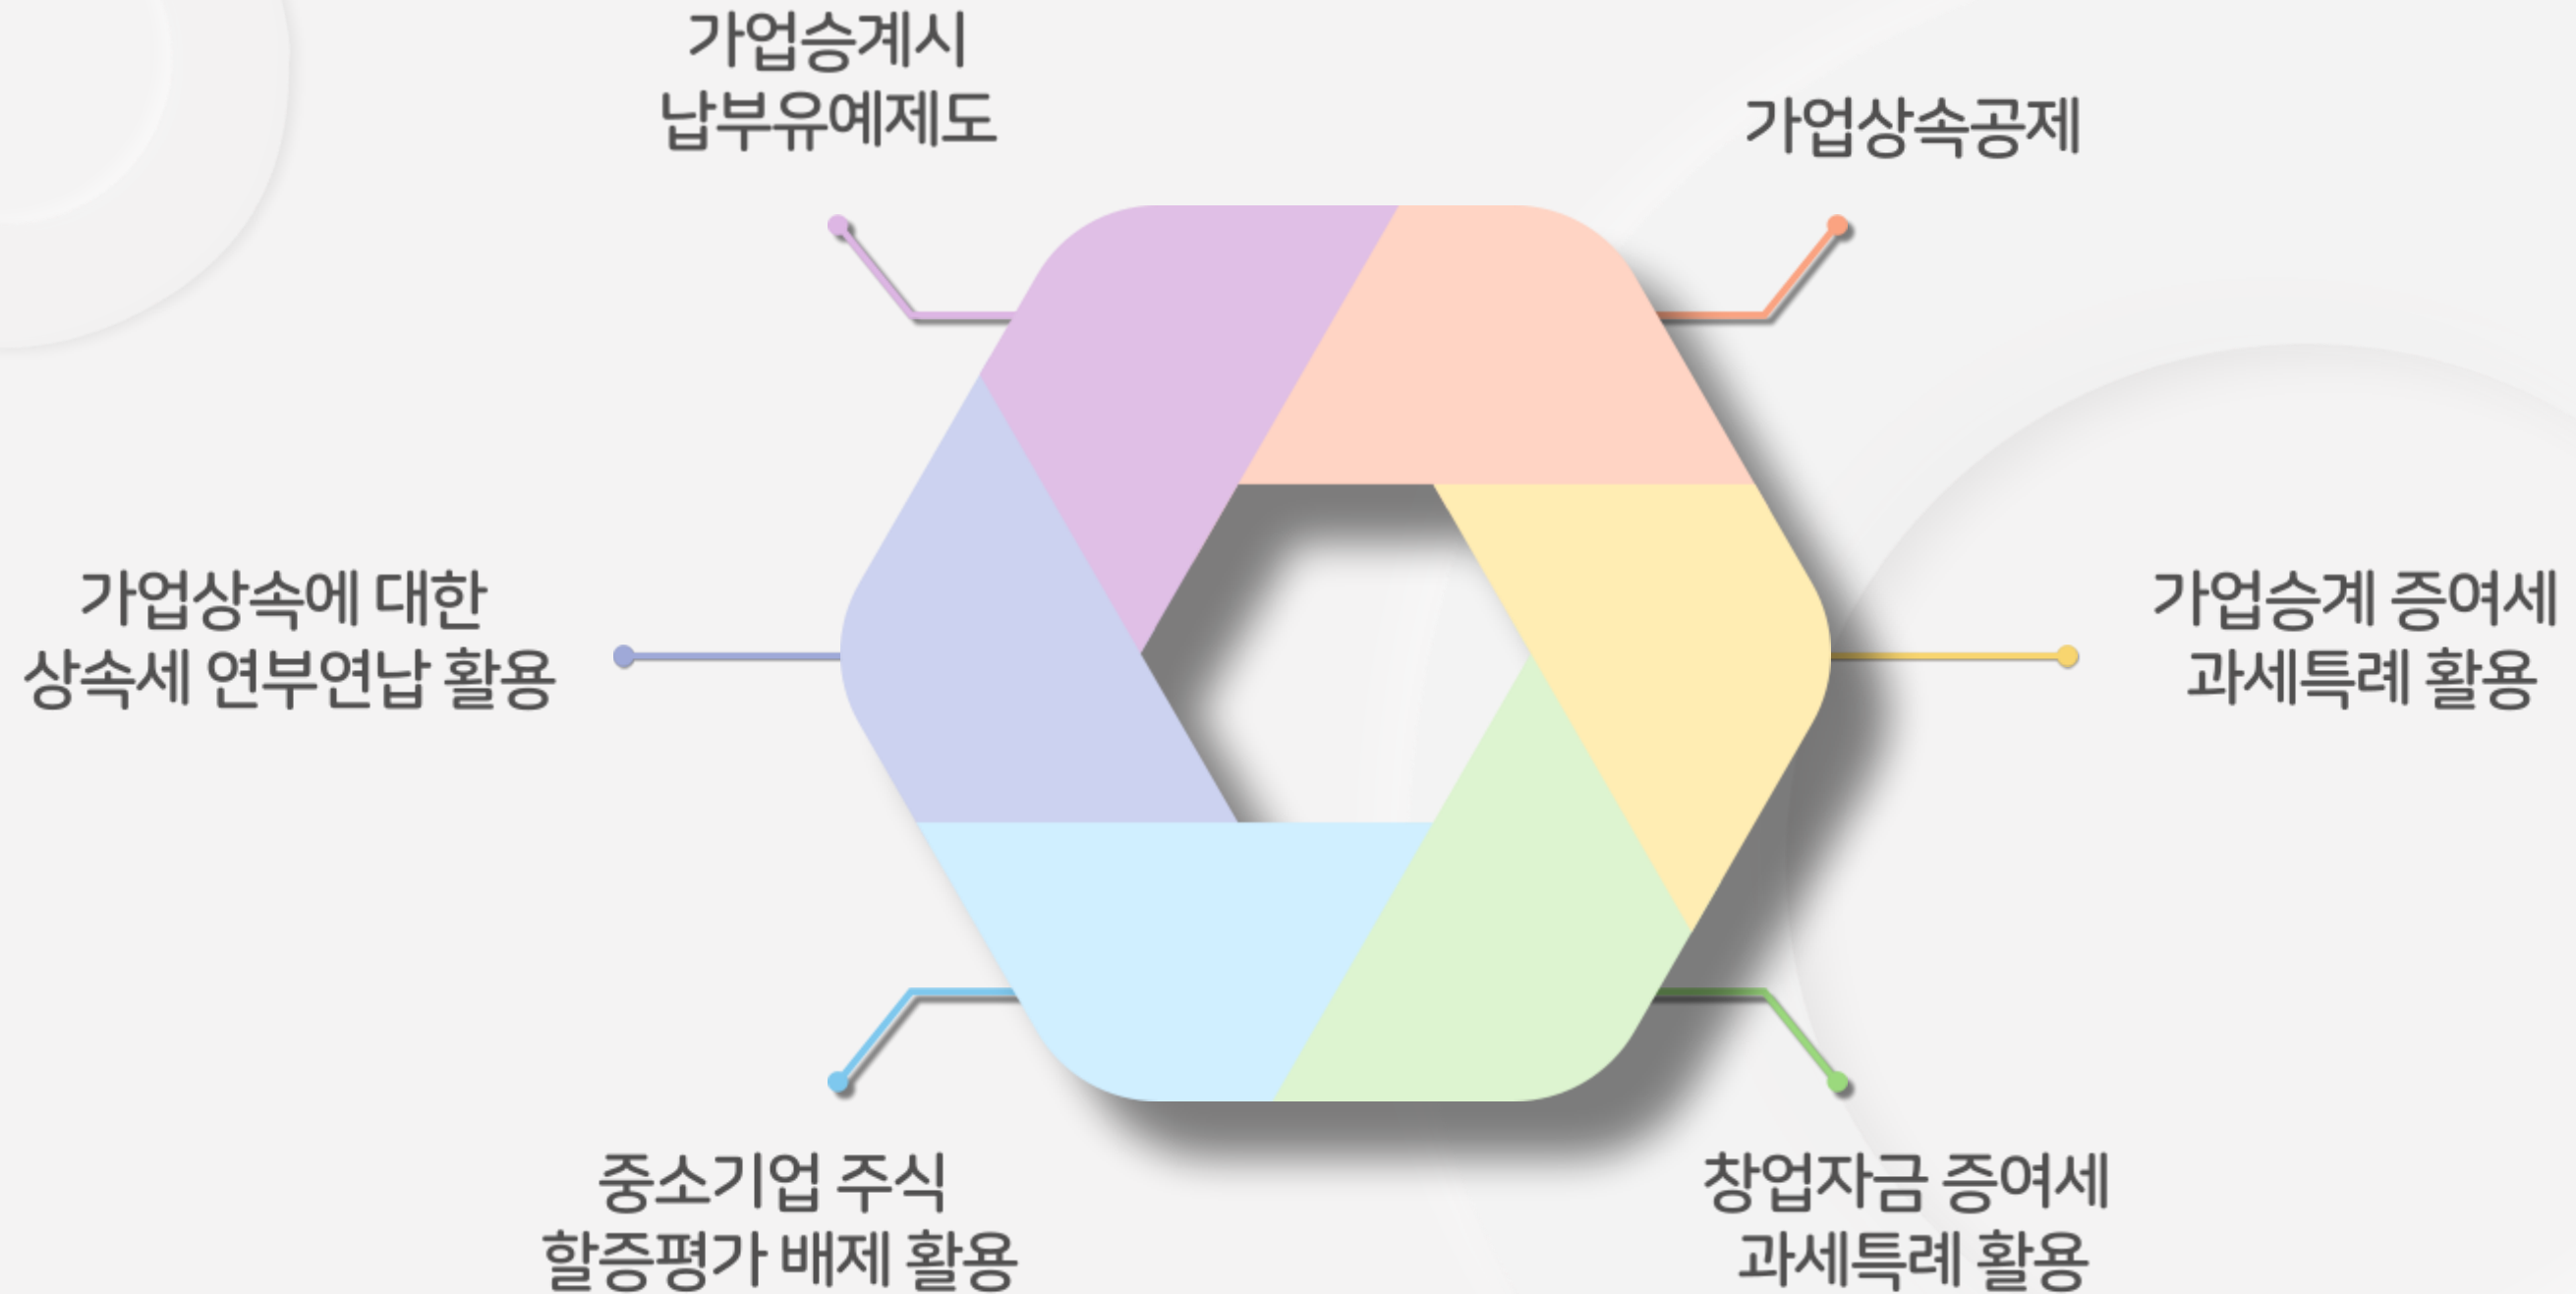 가업승계시
납부유예제도
가업상속공제
가업상속에 대한
상속세 연부연납 활용
가업승계 증여세
과세특례 활용
중소기업 주식
할증평가 배제 활용
창업자금 증여세
과세특례 활용